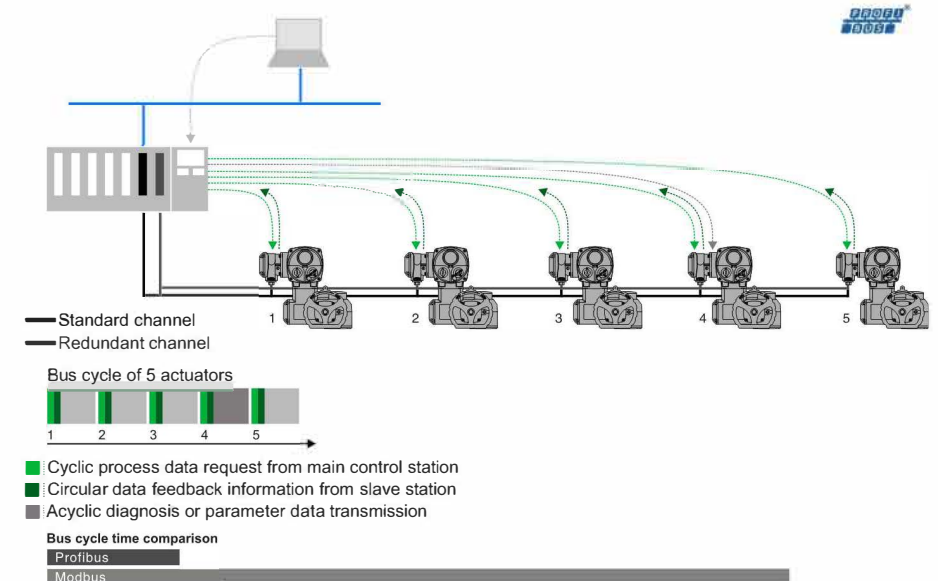 PROFI
BUS
1
2
3
4
5
Standard channel
Redundant channel
Bus cycle of 5 actuators
1 2 3 4 5
Cyclic process data request from main control station
Circular data feedback information from slave station
Acyclic diagnosis or parameter data transmission
Bus cycle time comparison
Profibus
Modbus